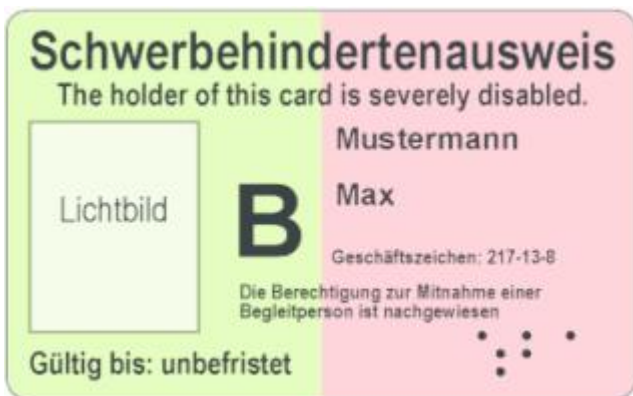 Schwerbehindertenausweis
The holder of this card is severely disabled.
Mustermann
Lichtbild
B
Max
Geschäftszeichen: 217-13-8
Die Berechtigung zur Mitnahme einer
Begleitperson ist nachgewiesen
Gültig bis: unbefristet